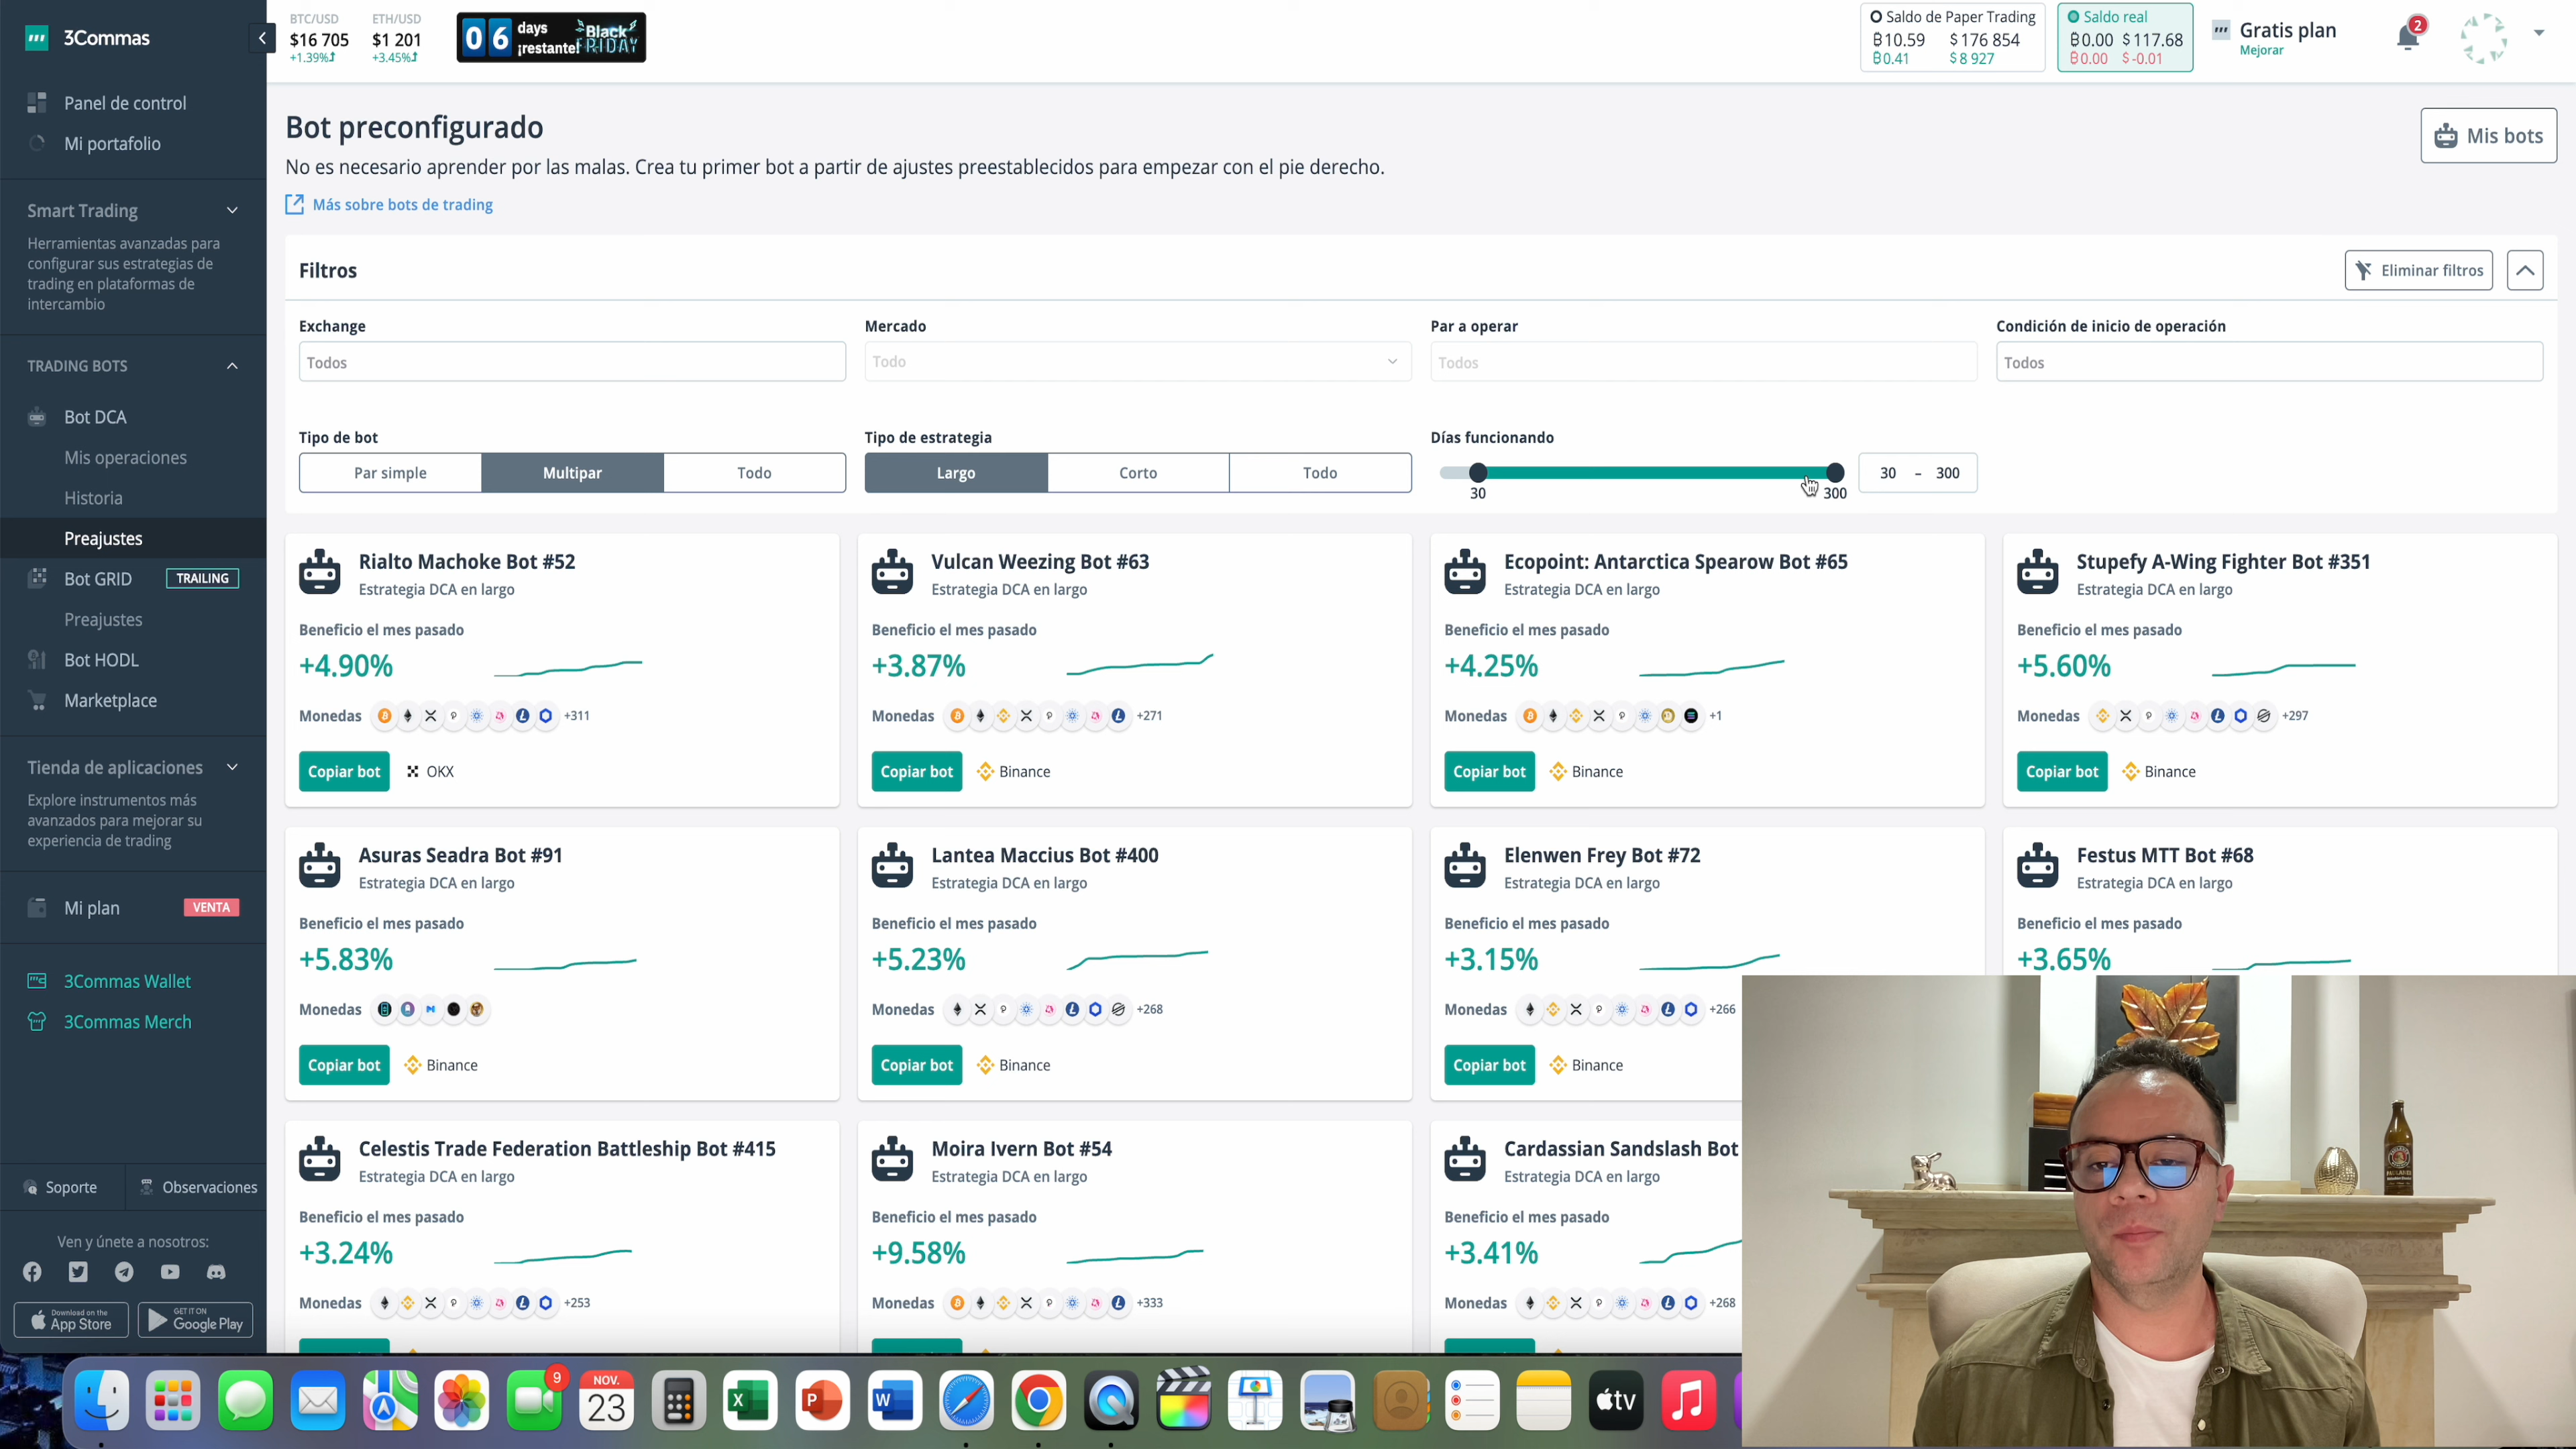 3Commas
BTC/USD
$16 705
+1.39%
ETH/USD
$1 201
+3.45%
06 days
¡restante!
Black
FRIDAY
Saldo de Paper Trading
₿10.59 $176 854
₿0.41 $8 927
Saldo real
₿0.00 $117.68
₿0.00 $-0.01
Gratis plan
Mejorar
2
Panel de control
Mi portafolio
Smart Trading
Herramientas avanzadas para
configurar sus estrategias de
trading en plataformas de
intercambio
TRADING BOTS
Bot DCA
Mis operaciones
Historia
Preajustes
Bot GRID TRAILING
Preajustes
Bot HODL
Marketplace
Tienda de aplicaciones
Explore instrumentos más
avanzados para mejorar su
experiencia de trading
Mi plan VENTA
3Commas Wallet
3Commas Merch
Soporte Observaciones
Ven y únete a nosotros:
Download on the
App Store
GET IT ON
Google Play
Bot preconfigurado
Mis bots
No es necesario aprender por las malas. Crea tu primer bot a partir de ajustes preestablecidos para empezar con el pie derecho.
Más sobre bots de trading
Filtros
Eliminar filtros
Exchange Mercado Par a operar Condición de inicio de operación
Todos Todo Todos Todos
Tipo de bot Tipo de estrategia Días funcionando
Par simple Multipar Todo Largo Corto Todo 30 - 300
30 300
Rialto Machoke Bot #52
Estrategia DCA en largo
Beneficio el mes pasado
+4.90%
Monedas +311
Copiar bot OKX
Vulcan Weezing Bot #63
Estrategia DCA en largo
Beneficio el mes pasado
+3.87%
Monedas +271
Copiar bot Binance
Ecopoint: Antarctica Spearow Bot #65
Estrategia DCA en largo
Beneficio el mes pasado
+4.25%
Monedas +1
Copiar bot Binance
Stupefy A-Wing Fighter Bot #351
Estrategia DCA en largo
Beneficio el mes pasado
+5.60%
Monedas +297
Copiar bot Binance
Asuras Seadra Bot #91
Estrategia DCA en largo
Beneficio el mes pasado
+5.83%
Monedas
Copiar bot Binance
Lantea Maccius Bot #400
Estrategia DCA en largo
Beneficio el mes pasado
+5.23%
Monedas +268
Copiar bot Binance
Elenwen Frey Bot #72
Estrategia DCA en largo
Beneficio el mes pasado
+3.15%
Monedas +266
Copiar bot Binance
Festus MTT Bot #68
Estrategia DCA en largo
Beneficio el mes pasado
+3.65%
Celestis Trade Federation Battleship Bot #415
Estrategia DCA en largo
Beneficio el mes pasado
+3.24%
Monedas +253
Moira Ivern Bot #54
Estrategia DCA en largo
Beneficio el mes pasado
+9.58%
Monedas +333
Cardassian Sandslash Bot
Estrategia DCA en largo
Beneficio el mes pasado
+3.41%
Monedas +268
9
NOV.
23
X
P
W
tv